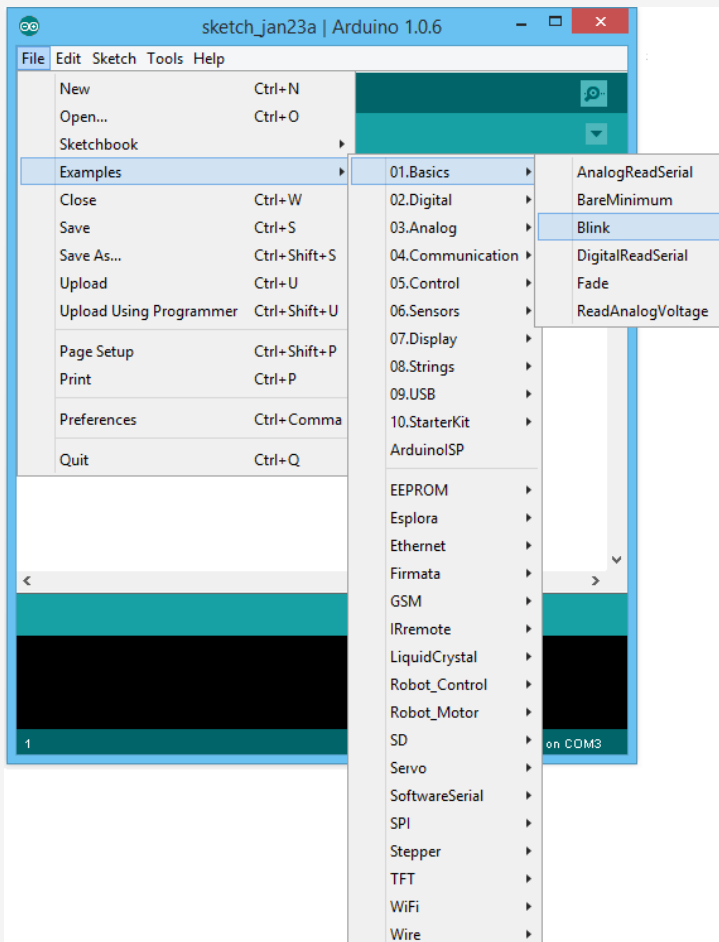 sketch_jan23a | Arduino 1.0.6
File Edit Sketch Tools Help
New Ctrl+N
Open... Ctrl+O
Sketchbook
Examples
Close Ctrl+W
Save Ctrl+S
Save As... Ctrl+Shift+S
Upload Ctrl+U
Upload Using Programmer Ctrl+Shift+U
Page Setup Ctrl+Shift+P
Print Ctrl+P
Preferences Ctrl+Comma
Quit Ctrl+Q
01.Basics
02.Digital
03.Analog
04.Communication
05.Control
06.Sensors
07.Display
08.Strings
09.USB
10.StarterKit
ArduinoISP
EEPROM
Esplora
Ethernet
Firmata
GSM
IRremote
LiquidCrystal
Robot_Control
Robot_Motor
SD
Servo
SoftwareSerial
SPI
Stepper
TFT
WiFi
Wire
AnalogReadSerial
BareMinimum
Blink
DigitalReadSerial
Fade
ReadAnalogVoltage
1 on COM3